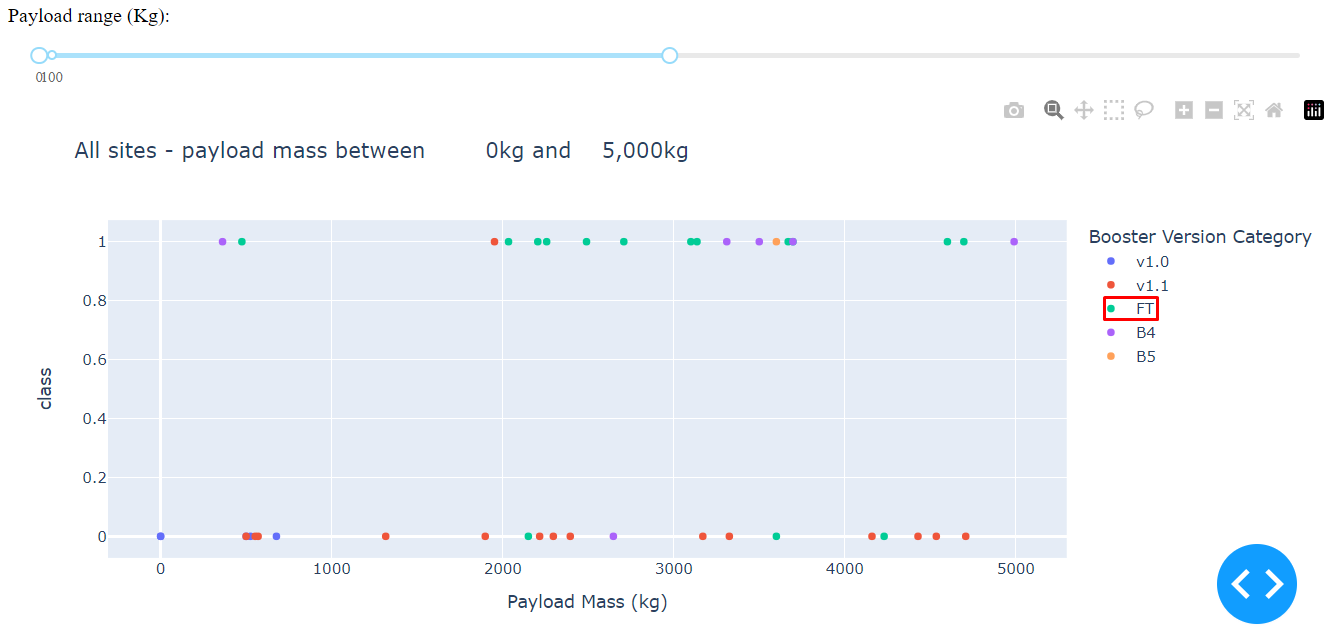 Payload range (Kg):
0100
All sites - payload mass between 0kg and 5,000kg
Booster Version Category
v1.0
v1.1
FT
B4
B5
1
0.8
0.6
0.4
0.2
0
class
0 1000 2000 3000 4000 5000
Payload Mass (kg)